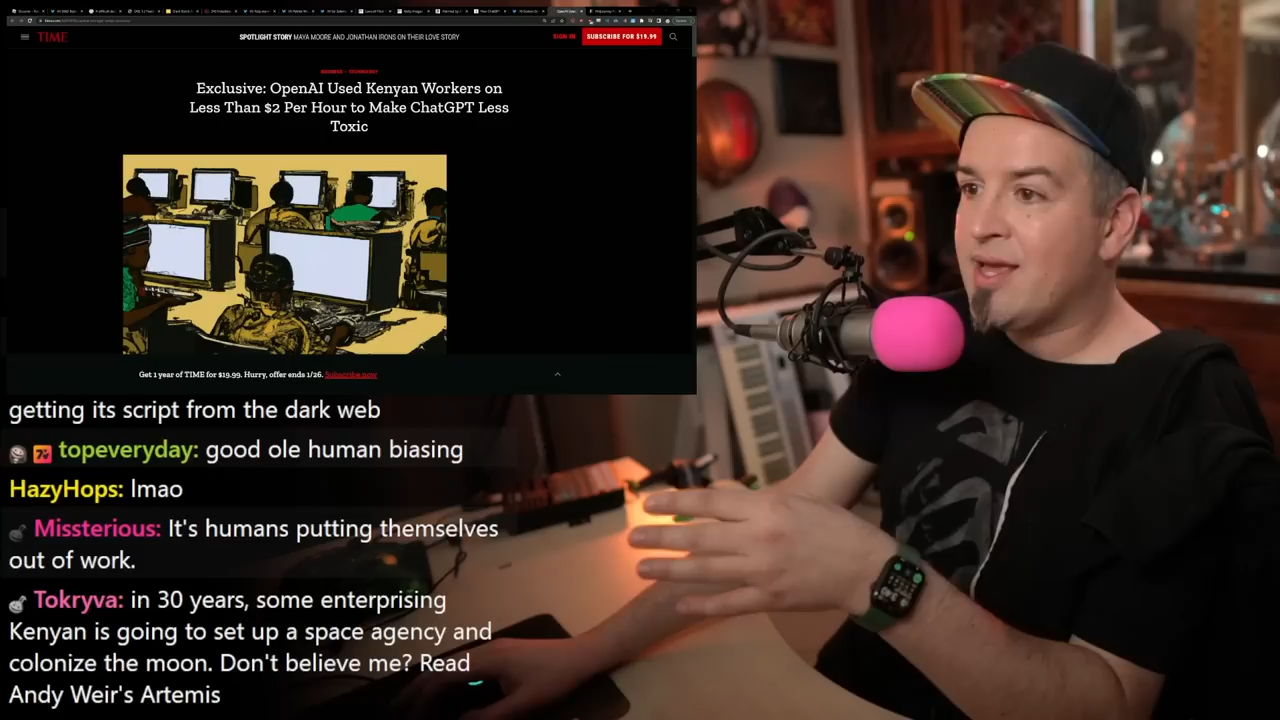 TIME
SPOTLIGHT STORY MAYA MOORE AND JONATHAN IRONS ON THEIR LOVE STORY
SIGN IN
SUBSCRIBE FOR $19.99
BUSINESS • TECHNOLOGY
Exclusive: OpenAI Used Kenyan Workers on
Less Than $2 Per Hour to Make ChatGPT Less
Toxic
Get 1 year of TIME for $19.99. Hurry, offer ends 1/26. Subscribe now
getting its script from the dark web
topeveryday: good ole human biasing
HazyHops: lmao
Missterious: It's humans putting themselves
out of work.
Tokryva: in 30 years, some enterprising
Kenyan is going to set up a space agency and
colonize the moon. Don't believe me? Read
Andy Weir's Artemis